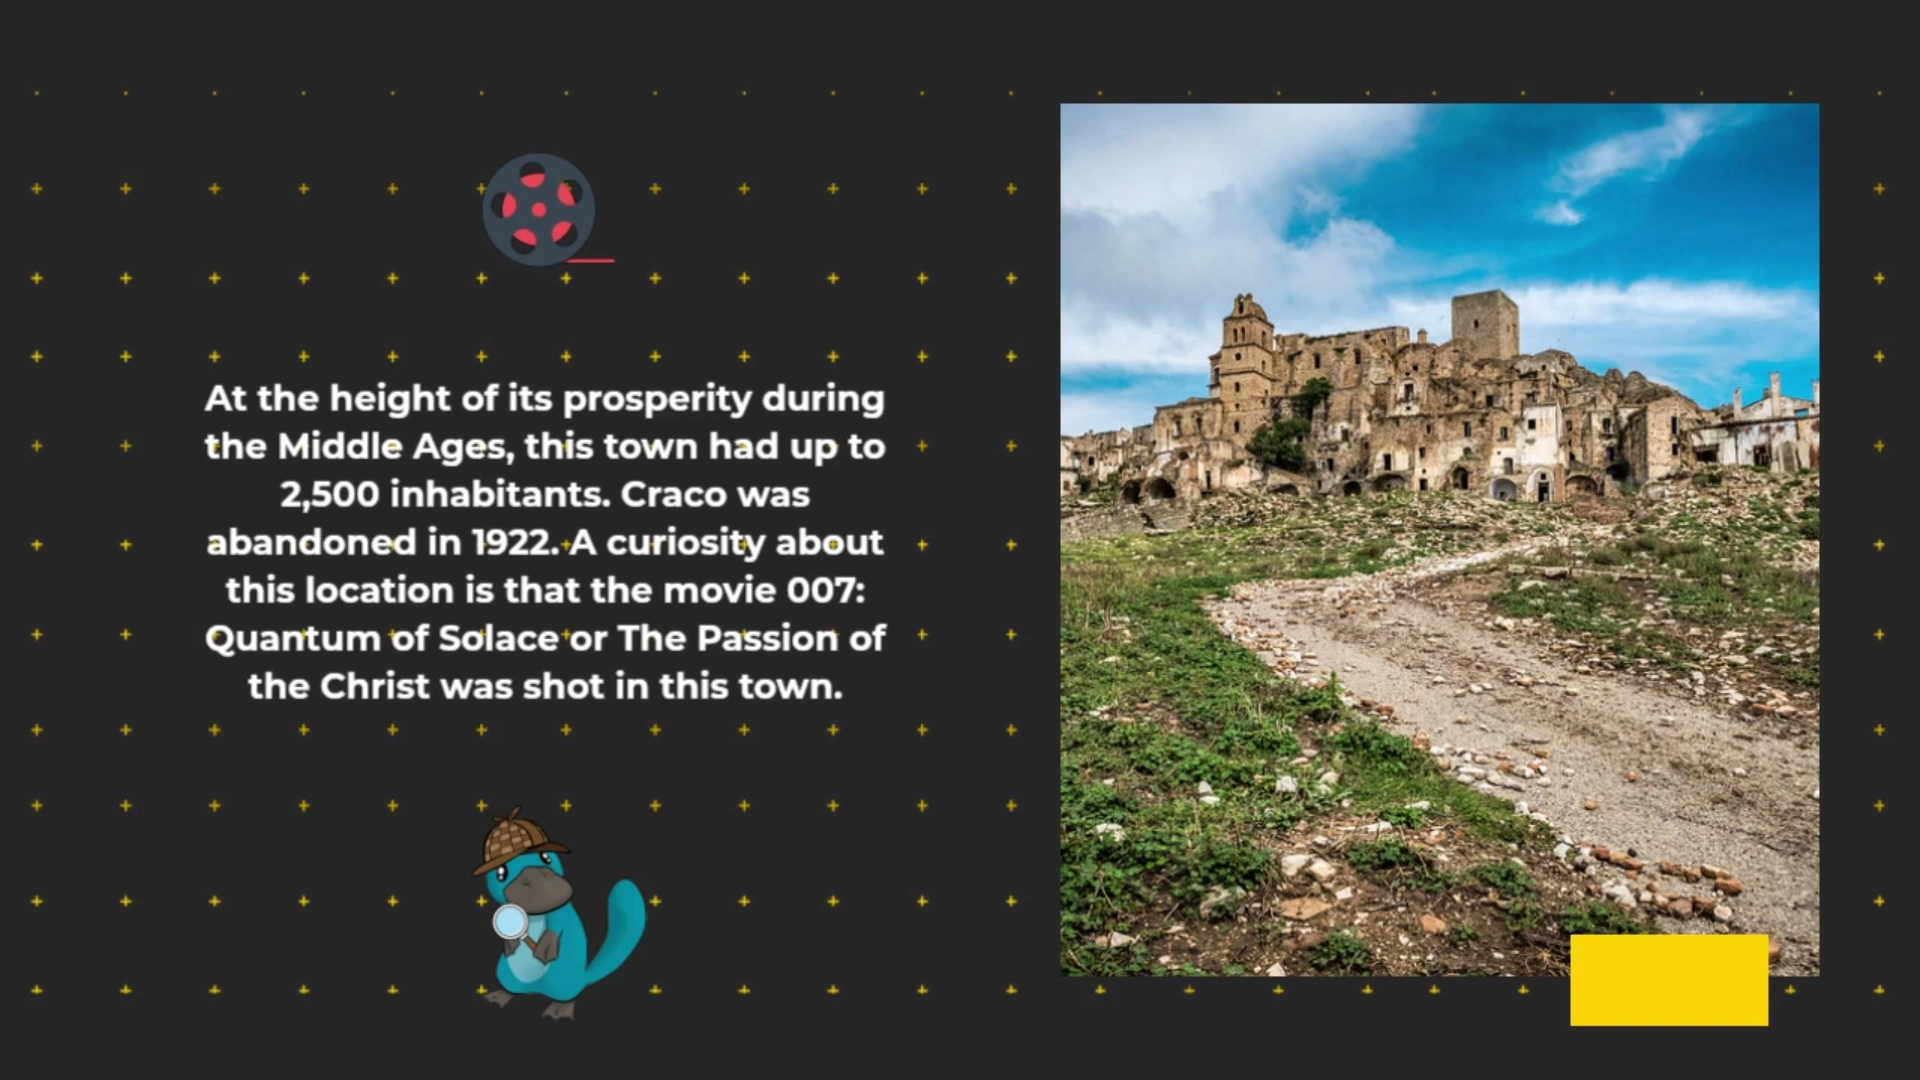 At the height of its prosperity during
the Middle Ages, this town had up to
2,500 inhabitants. Craco was
abandoned in 1922. A curiosity about
this location is that the movie 007:
Quantum of Solace or The Passion of
the Christ was shot in this town.